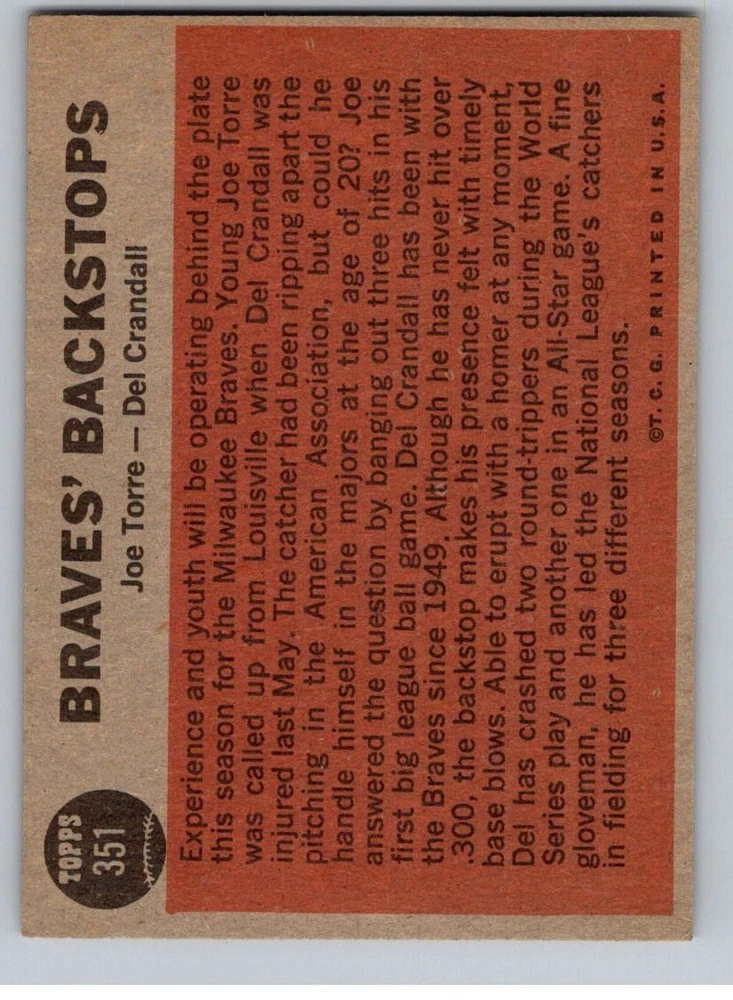 TOPPS
351
BRAVES' BACKSTOPS
Joe Torre — Del Crandall
Experience and youth will be operating behind the plate
this season for the Milwaukee Braves. Young Joe Torre
was called up from Louisville when Del Crandall was
injured last May. The catcher had been ripping apart the
pitching in the American Association, but could he
handle himself in the majors at the age of 20? Joe
answered the question by banging out three hits in his
first big league ball game. Del Crandall has been with
the Braves since 1949. Although he has never hit over
.300, the backstop makes his presence felt with timely
base blows. Able to erupt with a homer at any moment,
Del has crashed two round-trippers during the World
Series play and another one in an All-Star game. A fine
gloveman, he has led the National League's catchers
in fielding for three different seasons.
©T. C. G. PRINTED IN U.S.A.